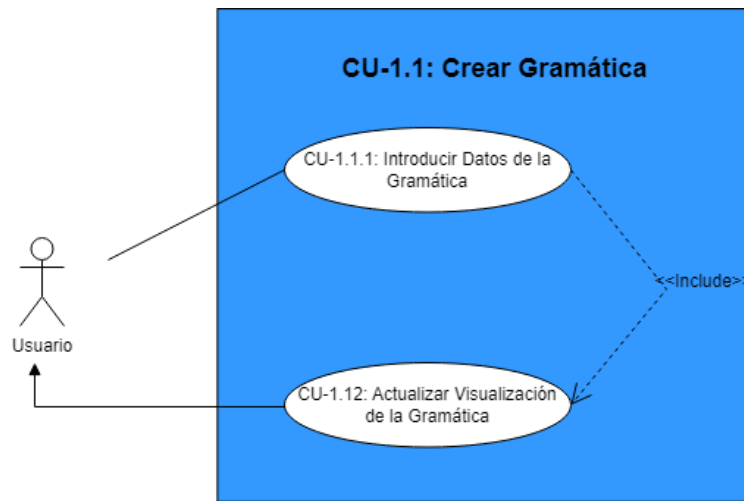 CU-1.1: Crear Gramática
CU-1.1.1: Introducir Datos de la
Gramática
<<Include>>
Usuario
CU-1.12: Actualizar Visualización
de la Gramática